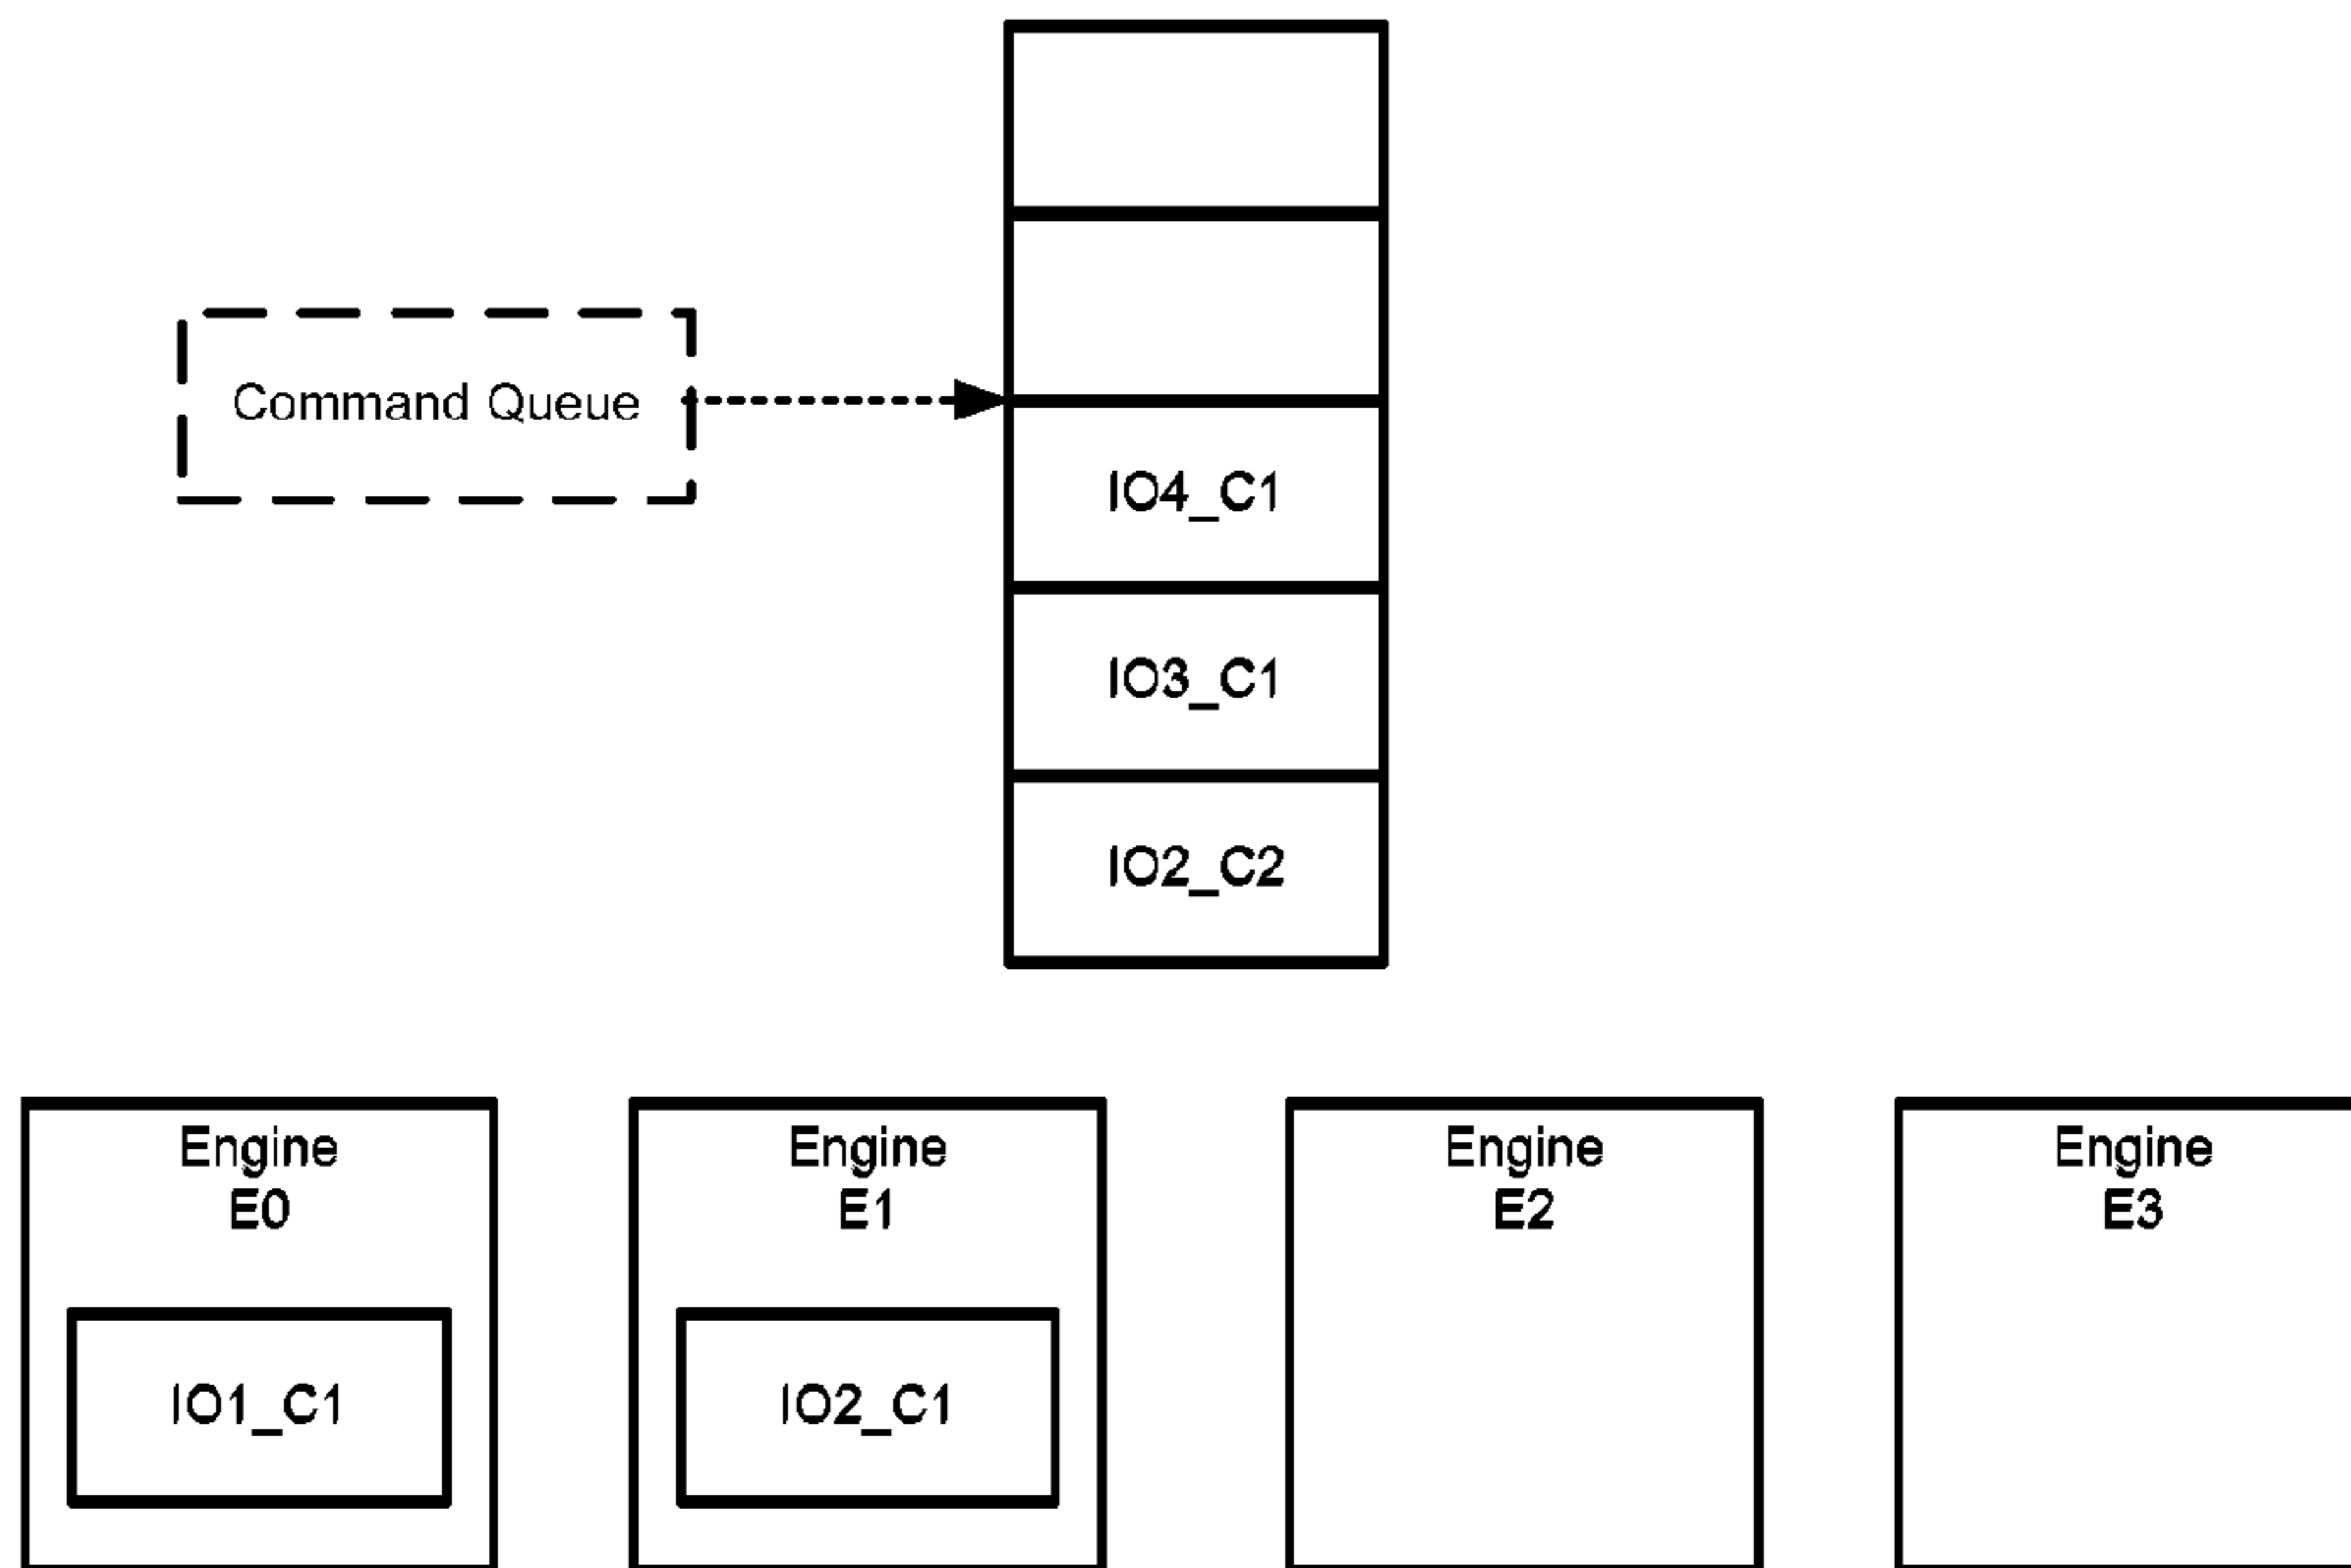 Command Queue
IO4_C1
IO3_C1
IO2_C2
Engine
E0
Engine
E1
Engine
E2
Engine
E3
IO1_C1
IO2_C1